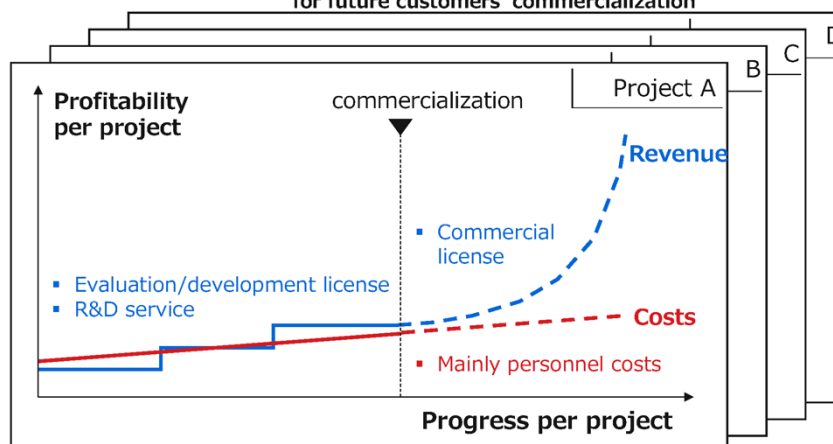 for future customers' commercialization
D
C
B
Project A
Profitability
per project
commercialization
Revenue
▪ Commercial
license
▪ Evaluation/development license
▪ R&D service
Costs
▪ Mainly personnel costs
Progress per project